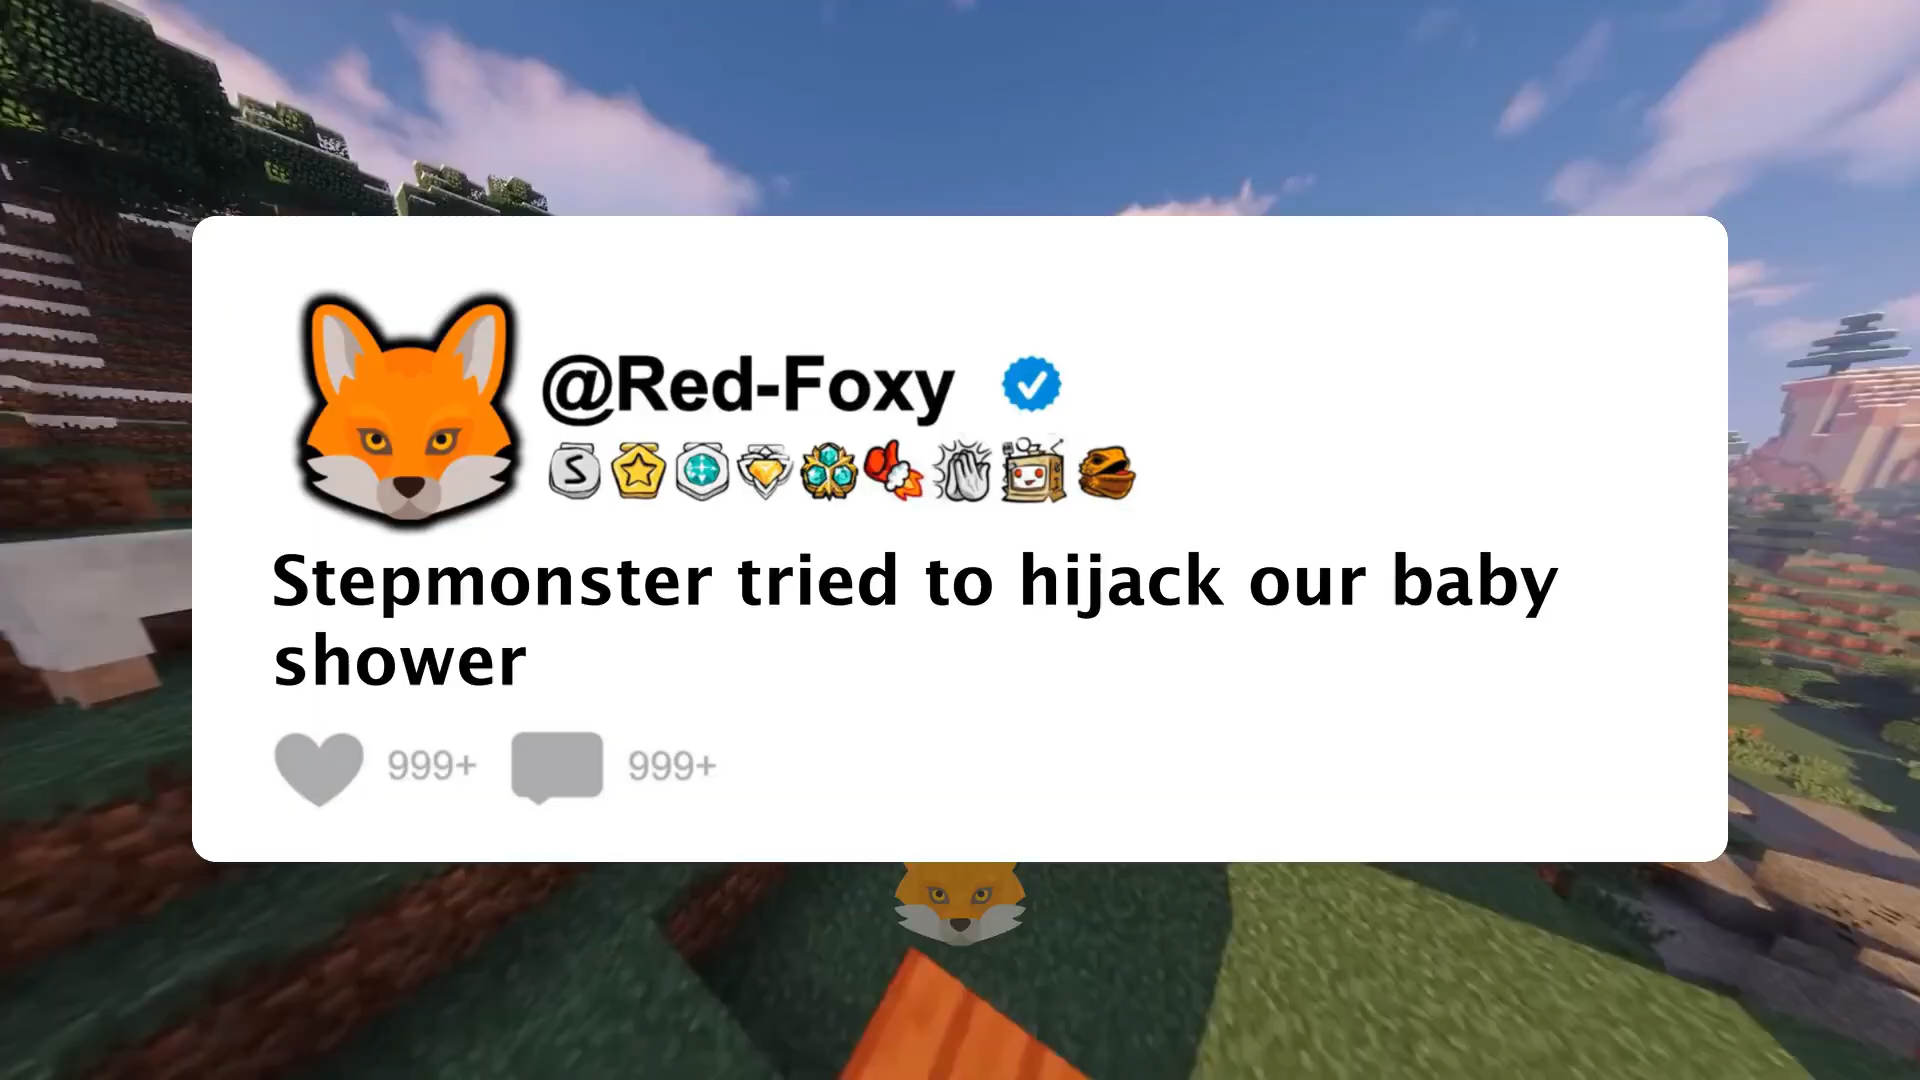 @Red-Foxy
S
Stepmonster tried to hijack our baby
shower
999+
999+